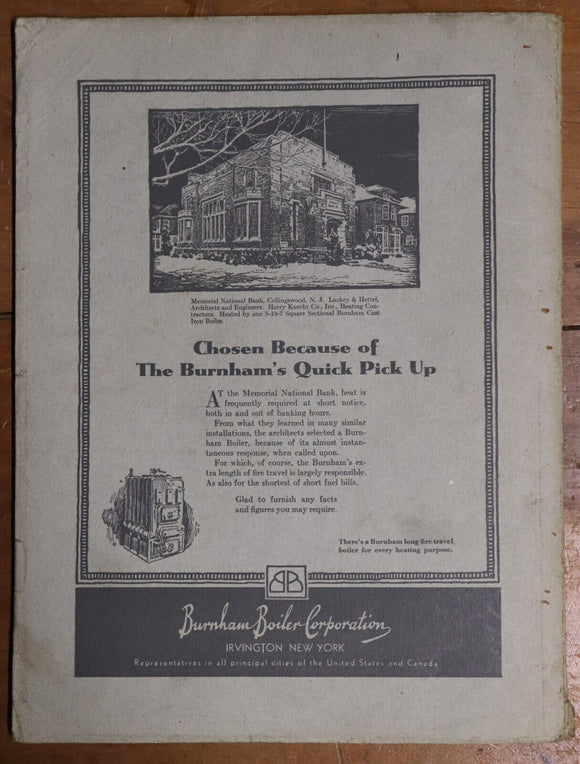 Memorial National Bank, Collingswood, N. J. Lackey & Hettel,
Architects and Engineers. Harry Knecht Co., Inc., Heating Con-
tractors. Heated by one S-19-7 Square Sectional Burnham Cast
Iron Boiler.
Chosen Because of
The Burnham's Quick Pick Up
AT the Memorial National Bank, heat is
frequently required at short notice,
both in and out of banking hours.
From what they learned in many similar
installations, the architects selected a Burn-
ham Boiler, because of its almost instan-
taneous response, when called upon.
For which, of course, the Burnham's ex-
tra length of fire travel is largely responsible.
As also for the shortest of short fuel bills.
Glad to furnish any facts
and figures you may require.
There's a Burnham long fire travel
boiler for every heating purpose.
BB
Burnham Boiler Corporation
IRVINGTON NEW YORK
Representatives in all principal cities of the United States and Canada